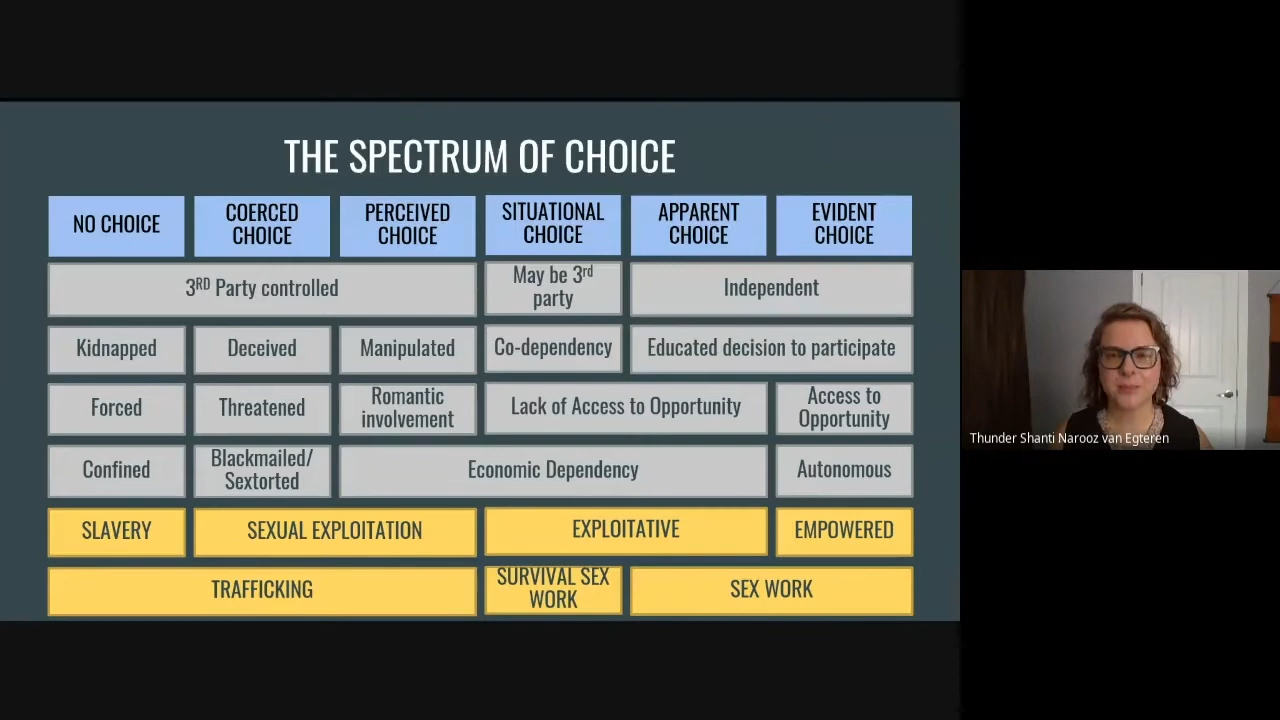 THE SPECTRUM OF CHOICE
NO CHOICE
COERCED
CHOICE
PERCEIVED
CHOICE
SITUATIONAL
CHOICE
APPARENT
CHOICE
EVIDENT
CHOICE
3RD Party controlled
May be 3rd
party
Independent
Kidnapped
Deceived
Manipulated
Co-dependency
Educated decision to participate
Forced
Threatened
Romantic
involvement
Lack of Access to Opportunity
Access to
Opportunity
Confined
Blackmailed/
Sextorted
Economic Dependency
Autonomous
SLAVERY
SEXUAL EXPLOITATION
EXPLOITATIVE
EMPOWERED
TRAFFICKING
SURVIVAL SEX
WORK
SEX WORK
Thunder Shanti Narooz van Egteren